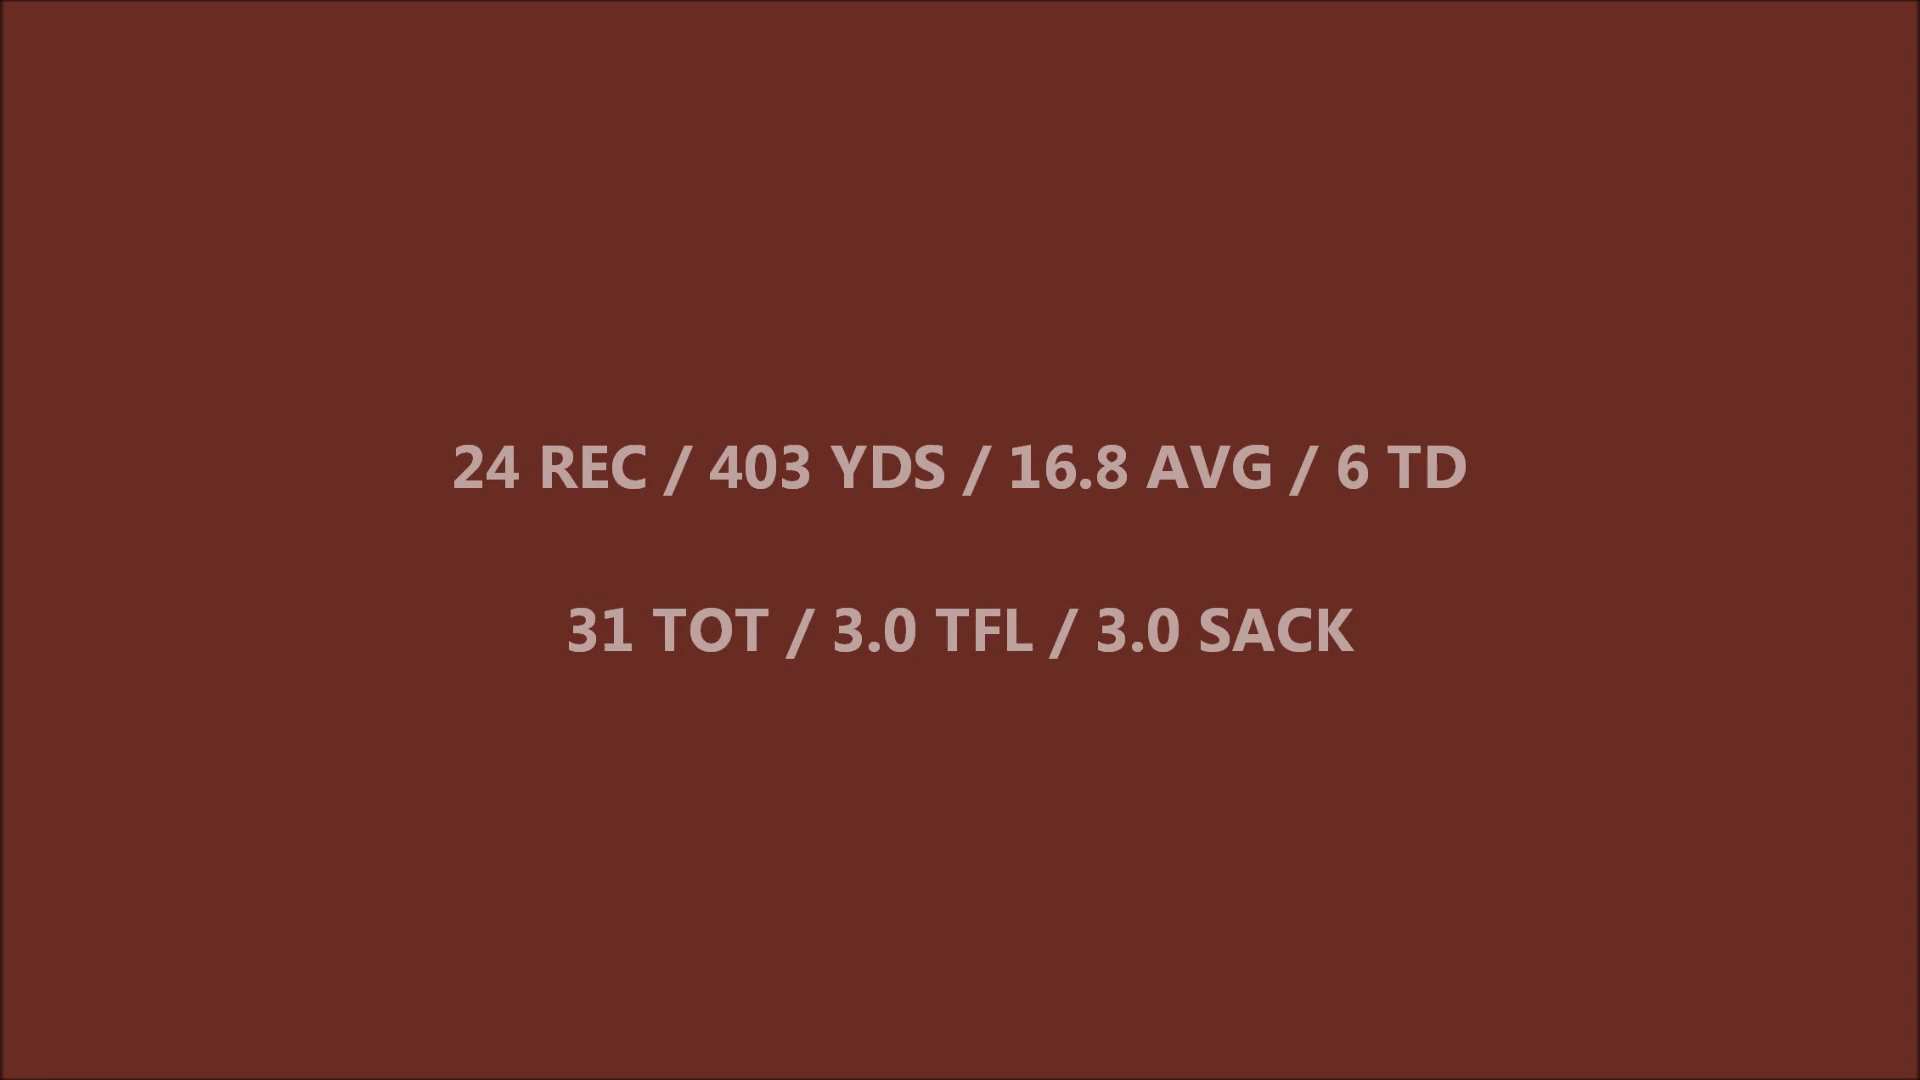 24 REC / 403 YDS / 16.8 AVG / 6 TD
31 TOT / 3.0 TFL / 3.0 SACK